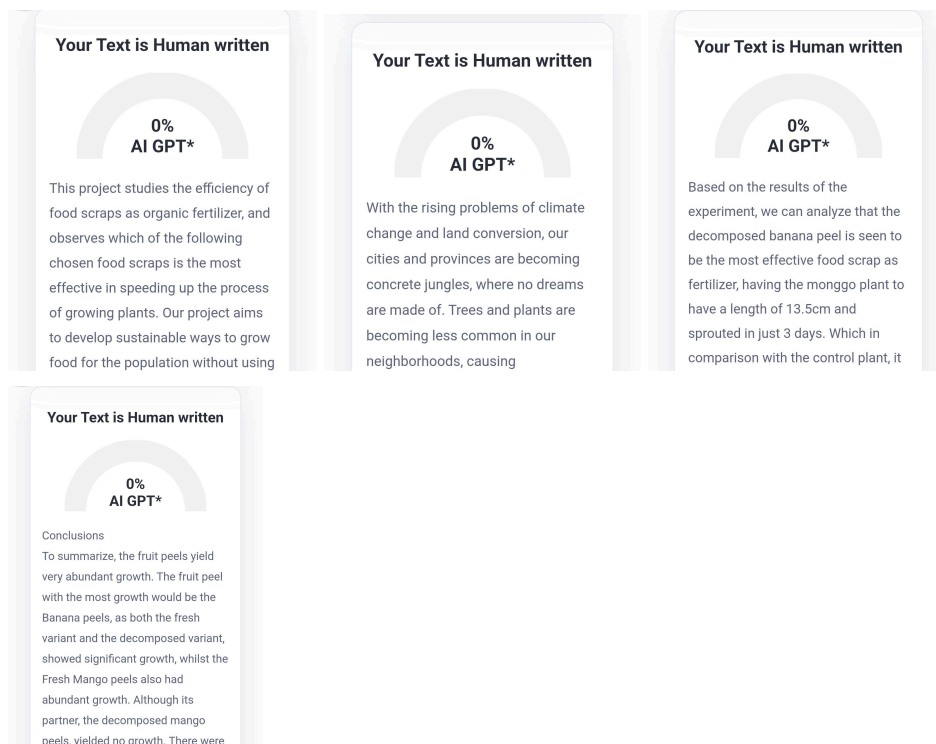 Your Text is Human written
0%
AI GPT*
This project studies the efficiency of
food scraps as organic fertilizer, and
observes which of the following
chosen food scraps is the most
effective in speeding up the process
of growing plants. Our project aims
to develop sustainable ways to grow
food for the population without using
Your Text is Human written
0%
AI GPT*
With the rising problems of climate
change and land conversion, our
cities and provinces are becoming
concrete jungles, where no dreams
are made of. Trees and plants are
becoming less common in our
neighborhoods, causing
Your Text is Human written
0%
AI GPT*
Based on the results of the
experiment, we can analyze that the
decomposed banana peel is seen to
be the most effective food scrap as
fertilizer, having the monggo plant to
have a length of 13.5cm and
sprouted in just 3 days. Which in
comparison with the control plant, it
Your Text is Human written
0%
AI GPT*
Conclusions
To summarize, the fruit peels yield
very abundant growth. The fruit peel
with the most growth would be the
Banana peels, as both the fresh
variant and the decomposed variant,
showed significant growth, whilst the
Fresh Mango peels also had
abundant growth. Although its
partner, the decomposed mango
peels, yielded no growth. There were